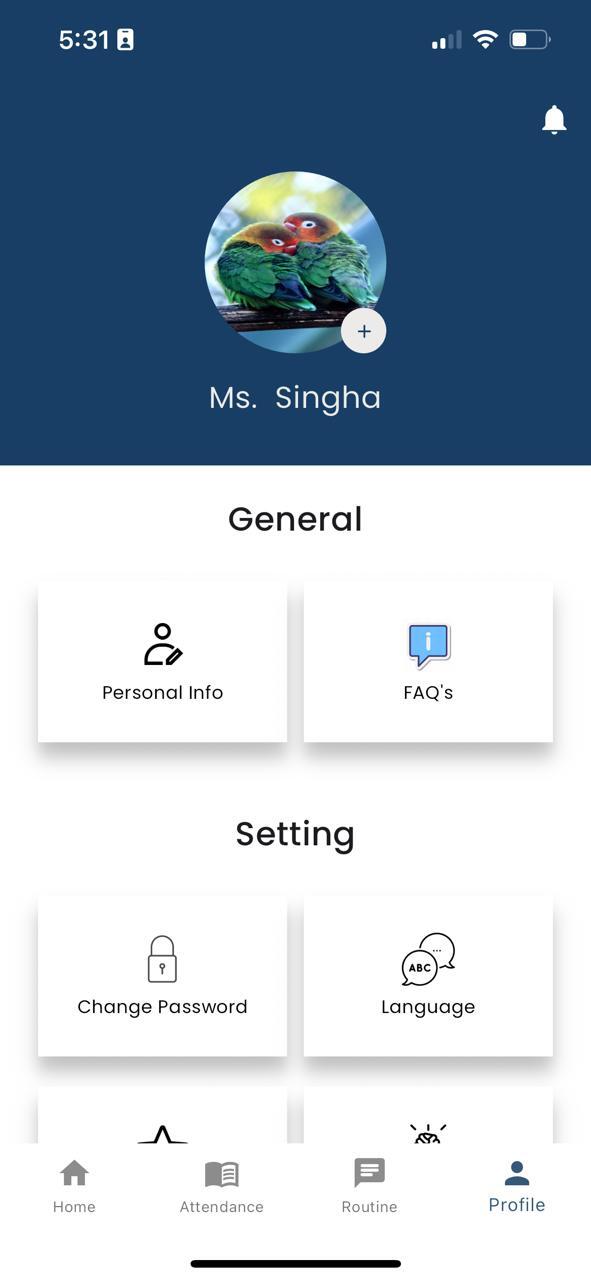 5:31
Ms. Singha
General
Personal Info
FAQ's
Setting
Change Password
ABC
Language
Home
Attendance
Routine
Profile